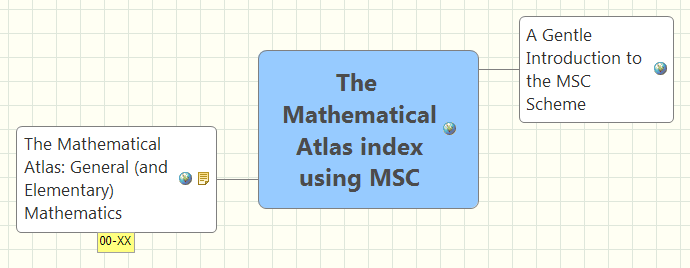 A Gentle
Introduction to
the MSC
Scheme
The
Mathematical
Atlas index
using MSC
The Mathematical
Atlas: General (and
Elementary)
Mathematics
00-XX